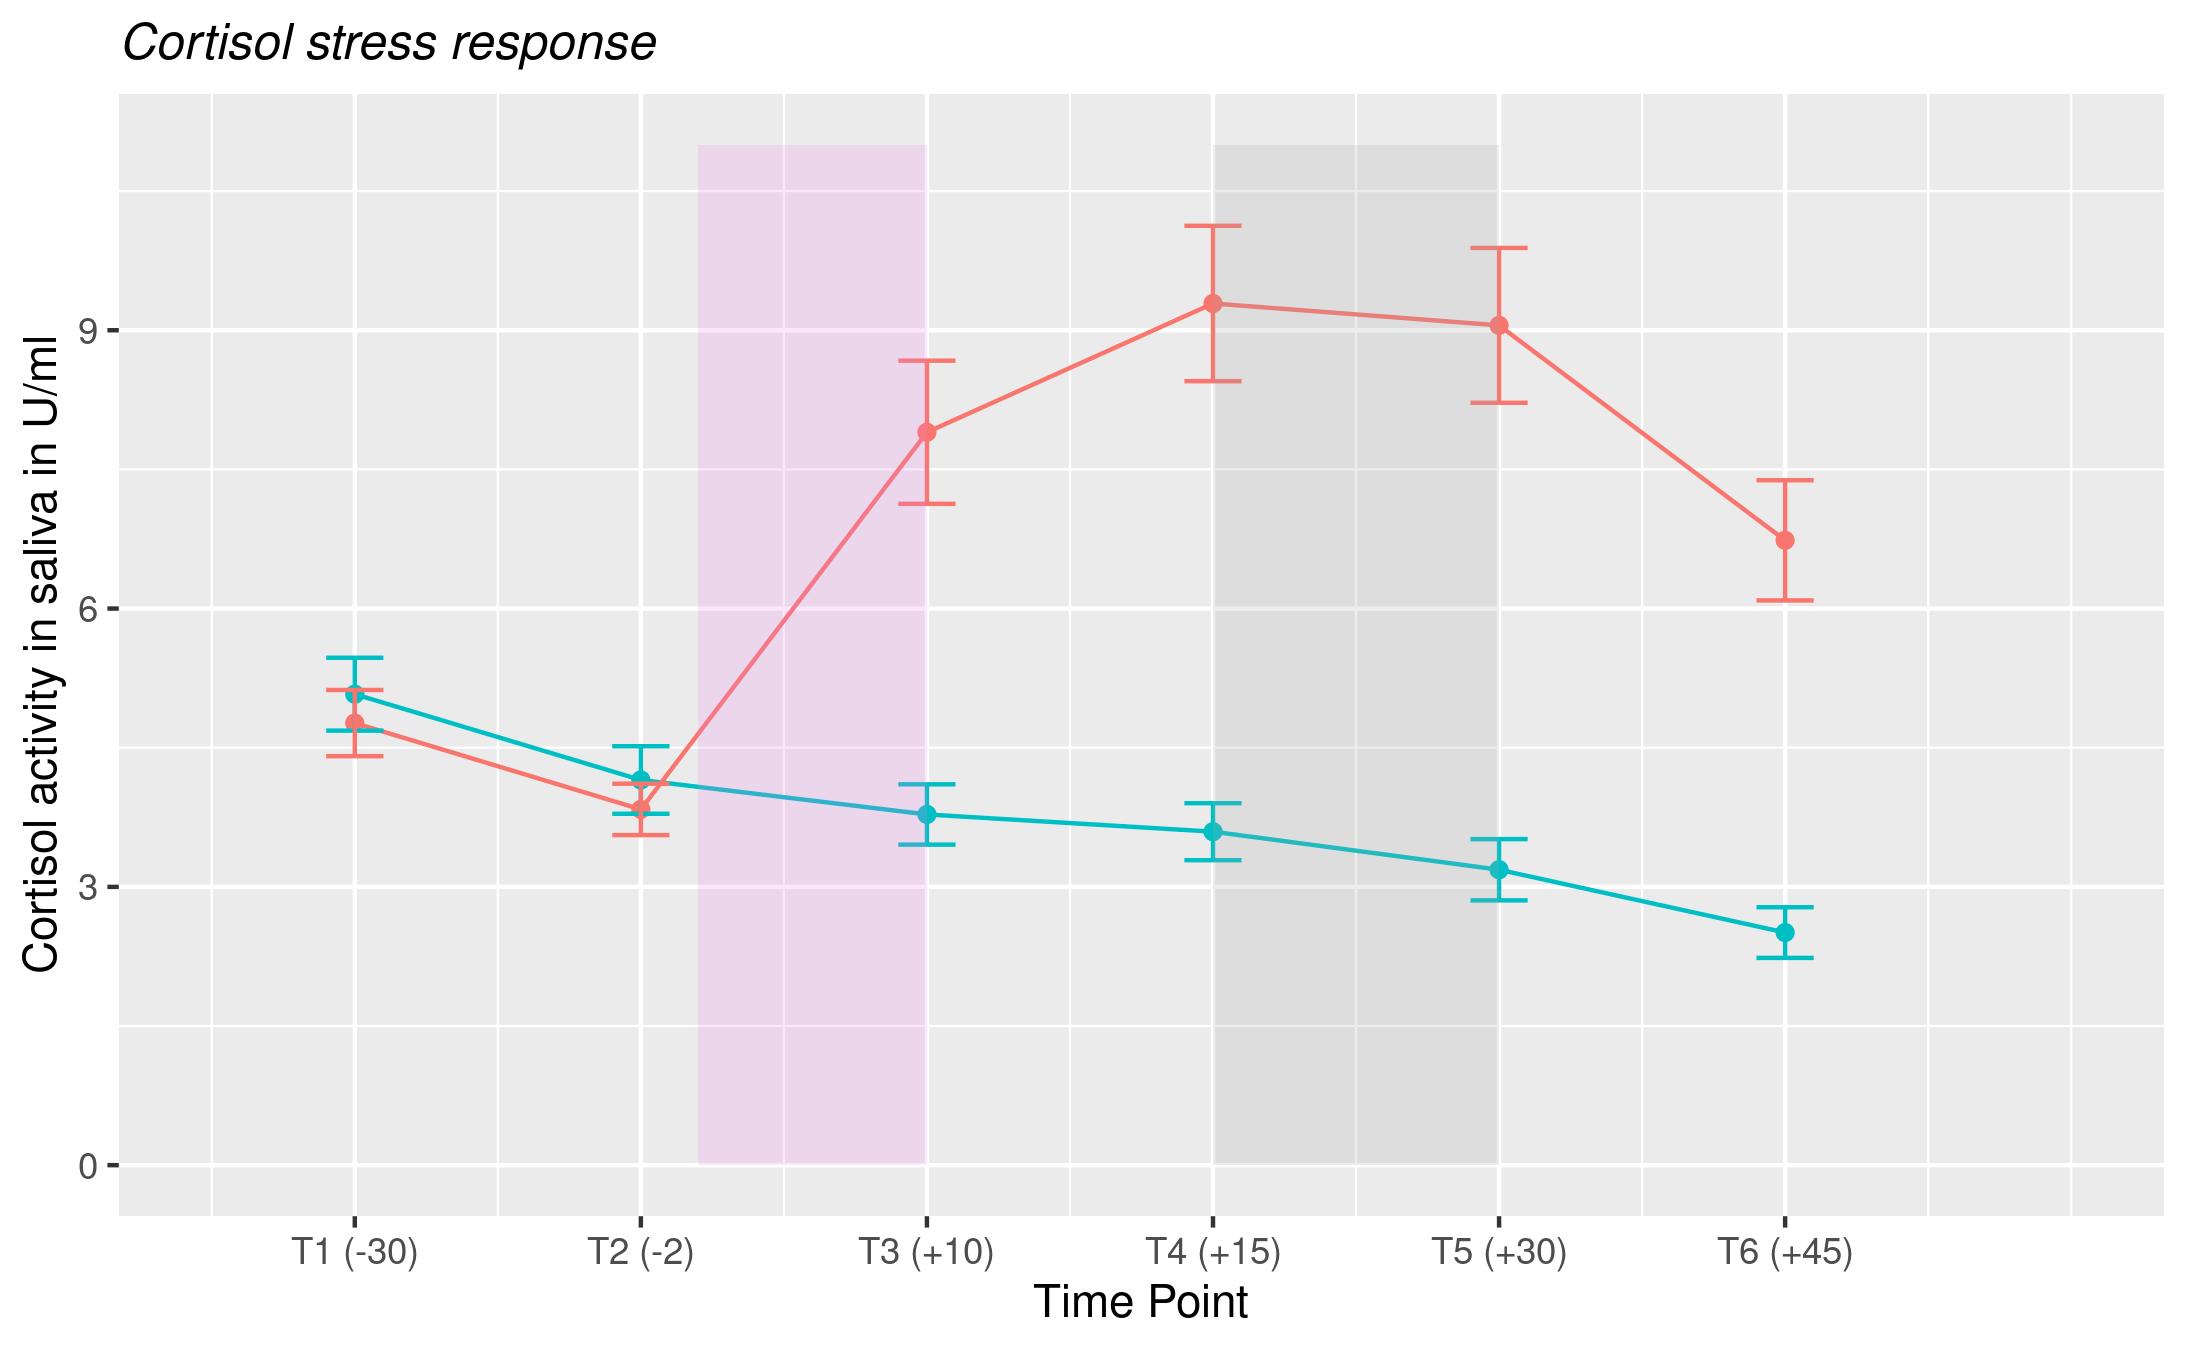 Cortisol stress response
Cortisol activity in saliva in U/ml
9
6
3
0
T1 (-30) T2 (-2) T3 (+10) T4 (+15) T5 (+30) T6 (+45)
Time Point